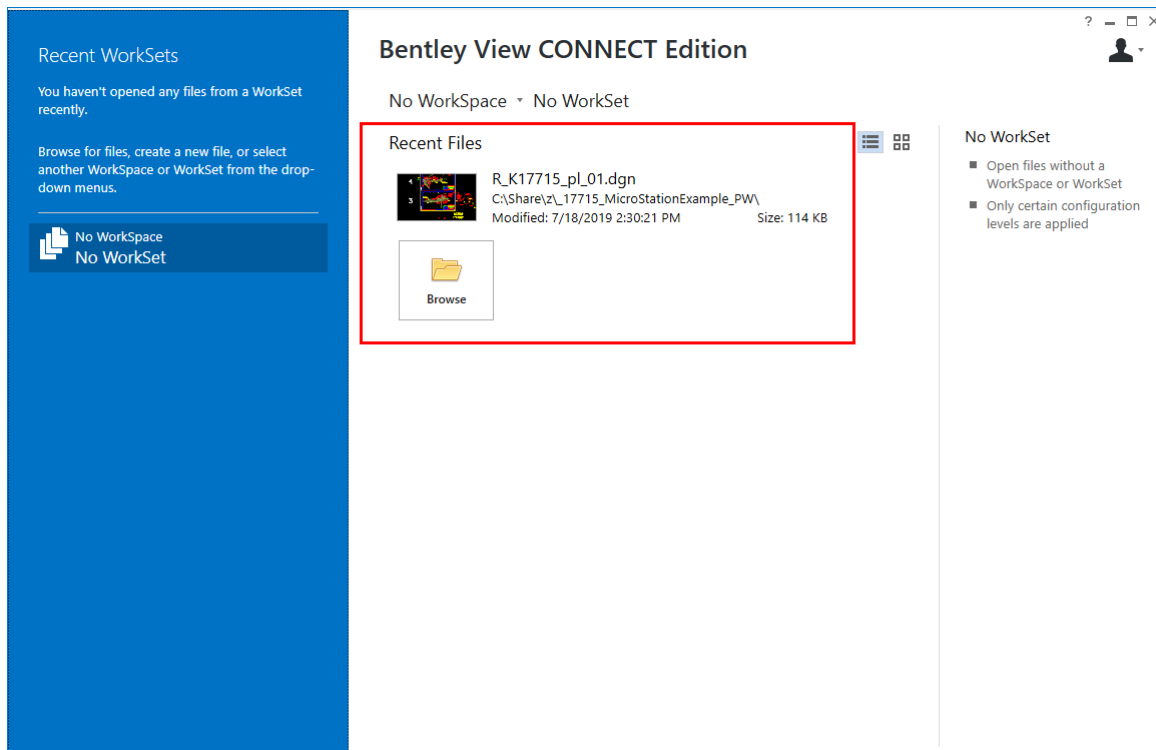 ?
Recent WorkSets
You haven't opened any files from a WorkSet
recently.
Browse for files, create a new file, or select
another WorkSpace or WorkSet from the drop-
down menus.
No WorkSpace
No WorkSet
Bentley View CONNECT Edition
No WorkSpace No WorkSet
Recent Files
R_K17715_pl_01.dgn
C:\Share\z\_17715_MicroStationExample_PW\
Modified: 7/18/2019 2:30:21 PM Size: 114 KB
Browse
No WorkSet
Open files without a
WorkSpace or WorkSet
Only certain configuration
levels are applied